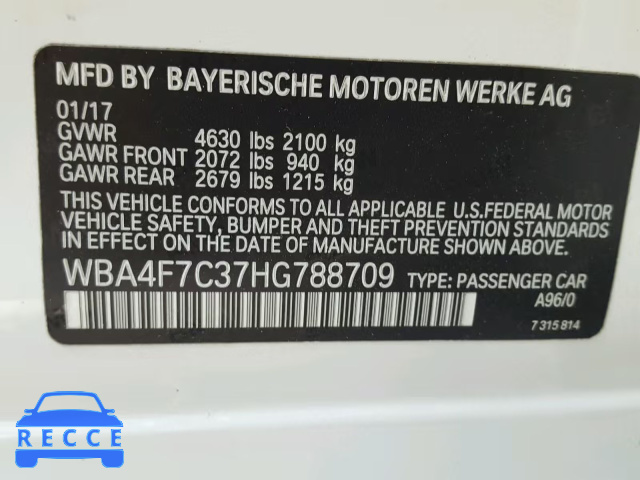 MFD BY BAYERISCHE MOTOREN WERKE AG
01/17
GVWR 4630 lbs 2100 kg
GAWR FRONT 2072 lbs 940 kg
GAWR REAR 2679 lbs 1215 kg
THIS VEHICLE CONFORMS TO ALL APPLICABLE U.S.FEDERAL MOTOR
VEHICLE SAFETY, BUMPER AND THEFT PREVENTION STANDARDS
IN EFFECT ON THE DATE OF MANUFACTURE SHOWN ABOVE.
WBA4F7C37HG788709 TYPE: PASSENGER CAR
A96/0
7 315 814
RECCE